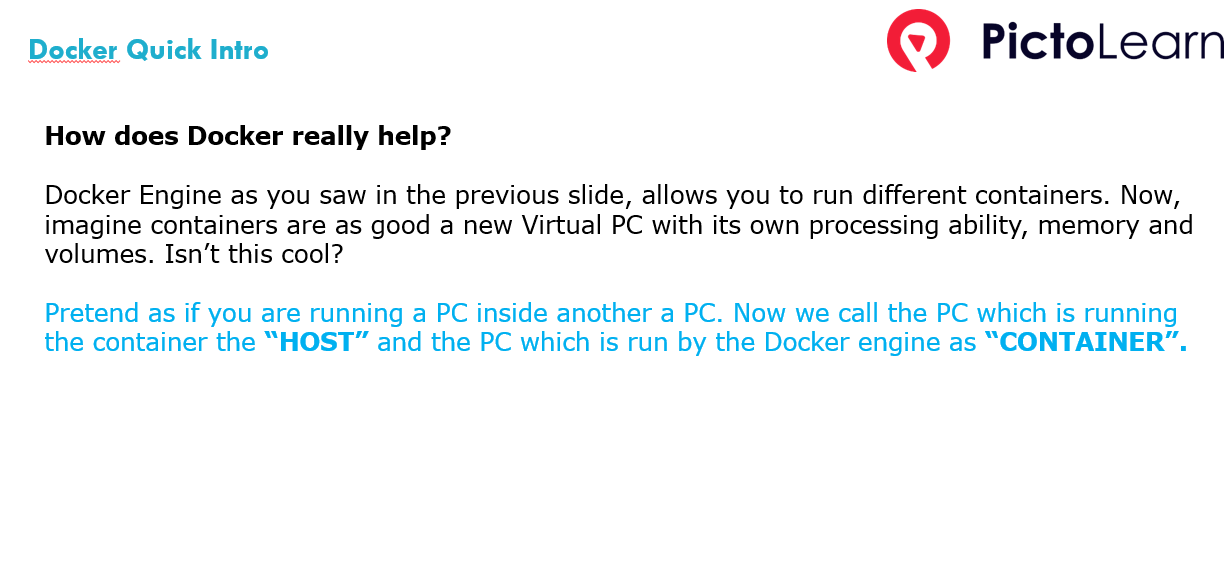 Docker Quick Intro
PictoLearn
How does Docker really help?
Docker Engine as you saw in the previous slide, allows you to run different containers. Now,
imagine containers are as good a new Virtual PC with its own processing ability, memory and
volumes. Isn’t this cool?
Pretend as if you are running a PC inside another a PC. Now we call the PC which is running
the container the “HOST” and the PC which is run by the Docker engine as “CONTAINER”.